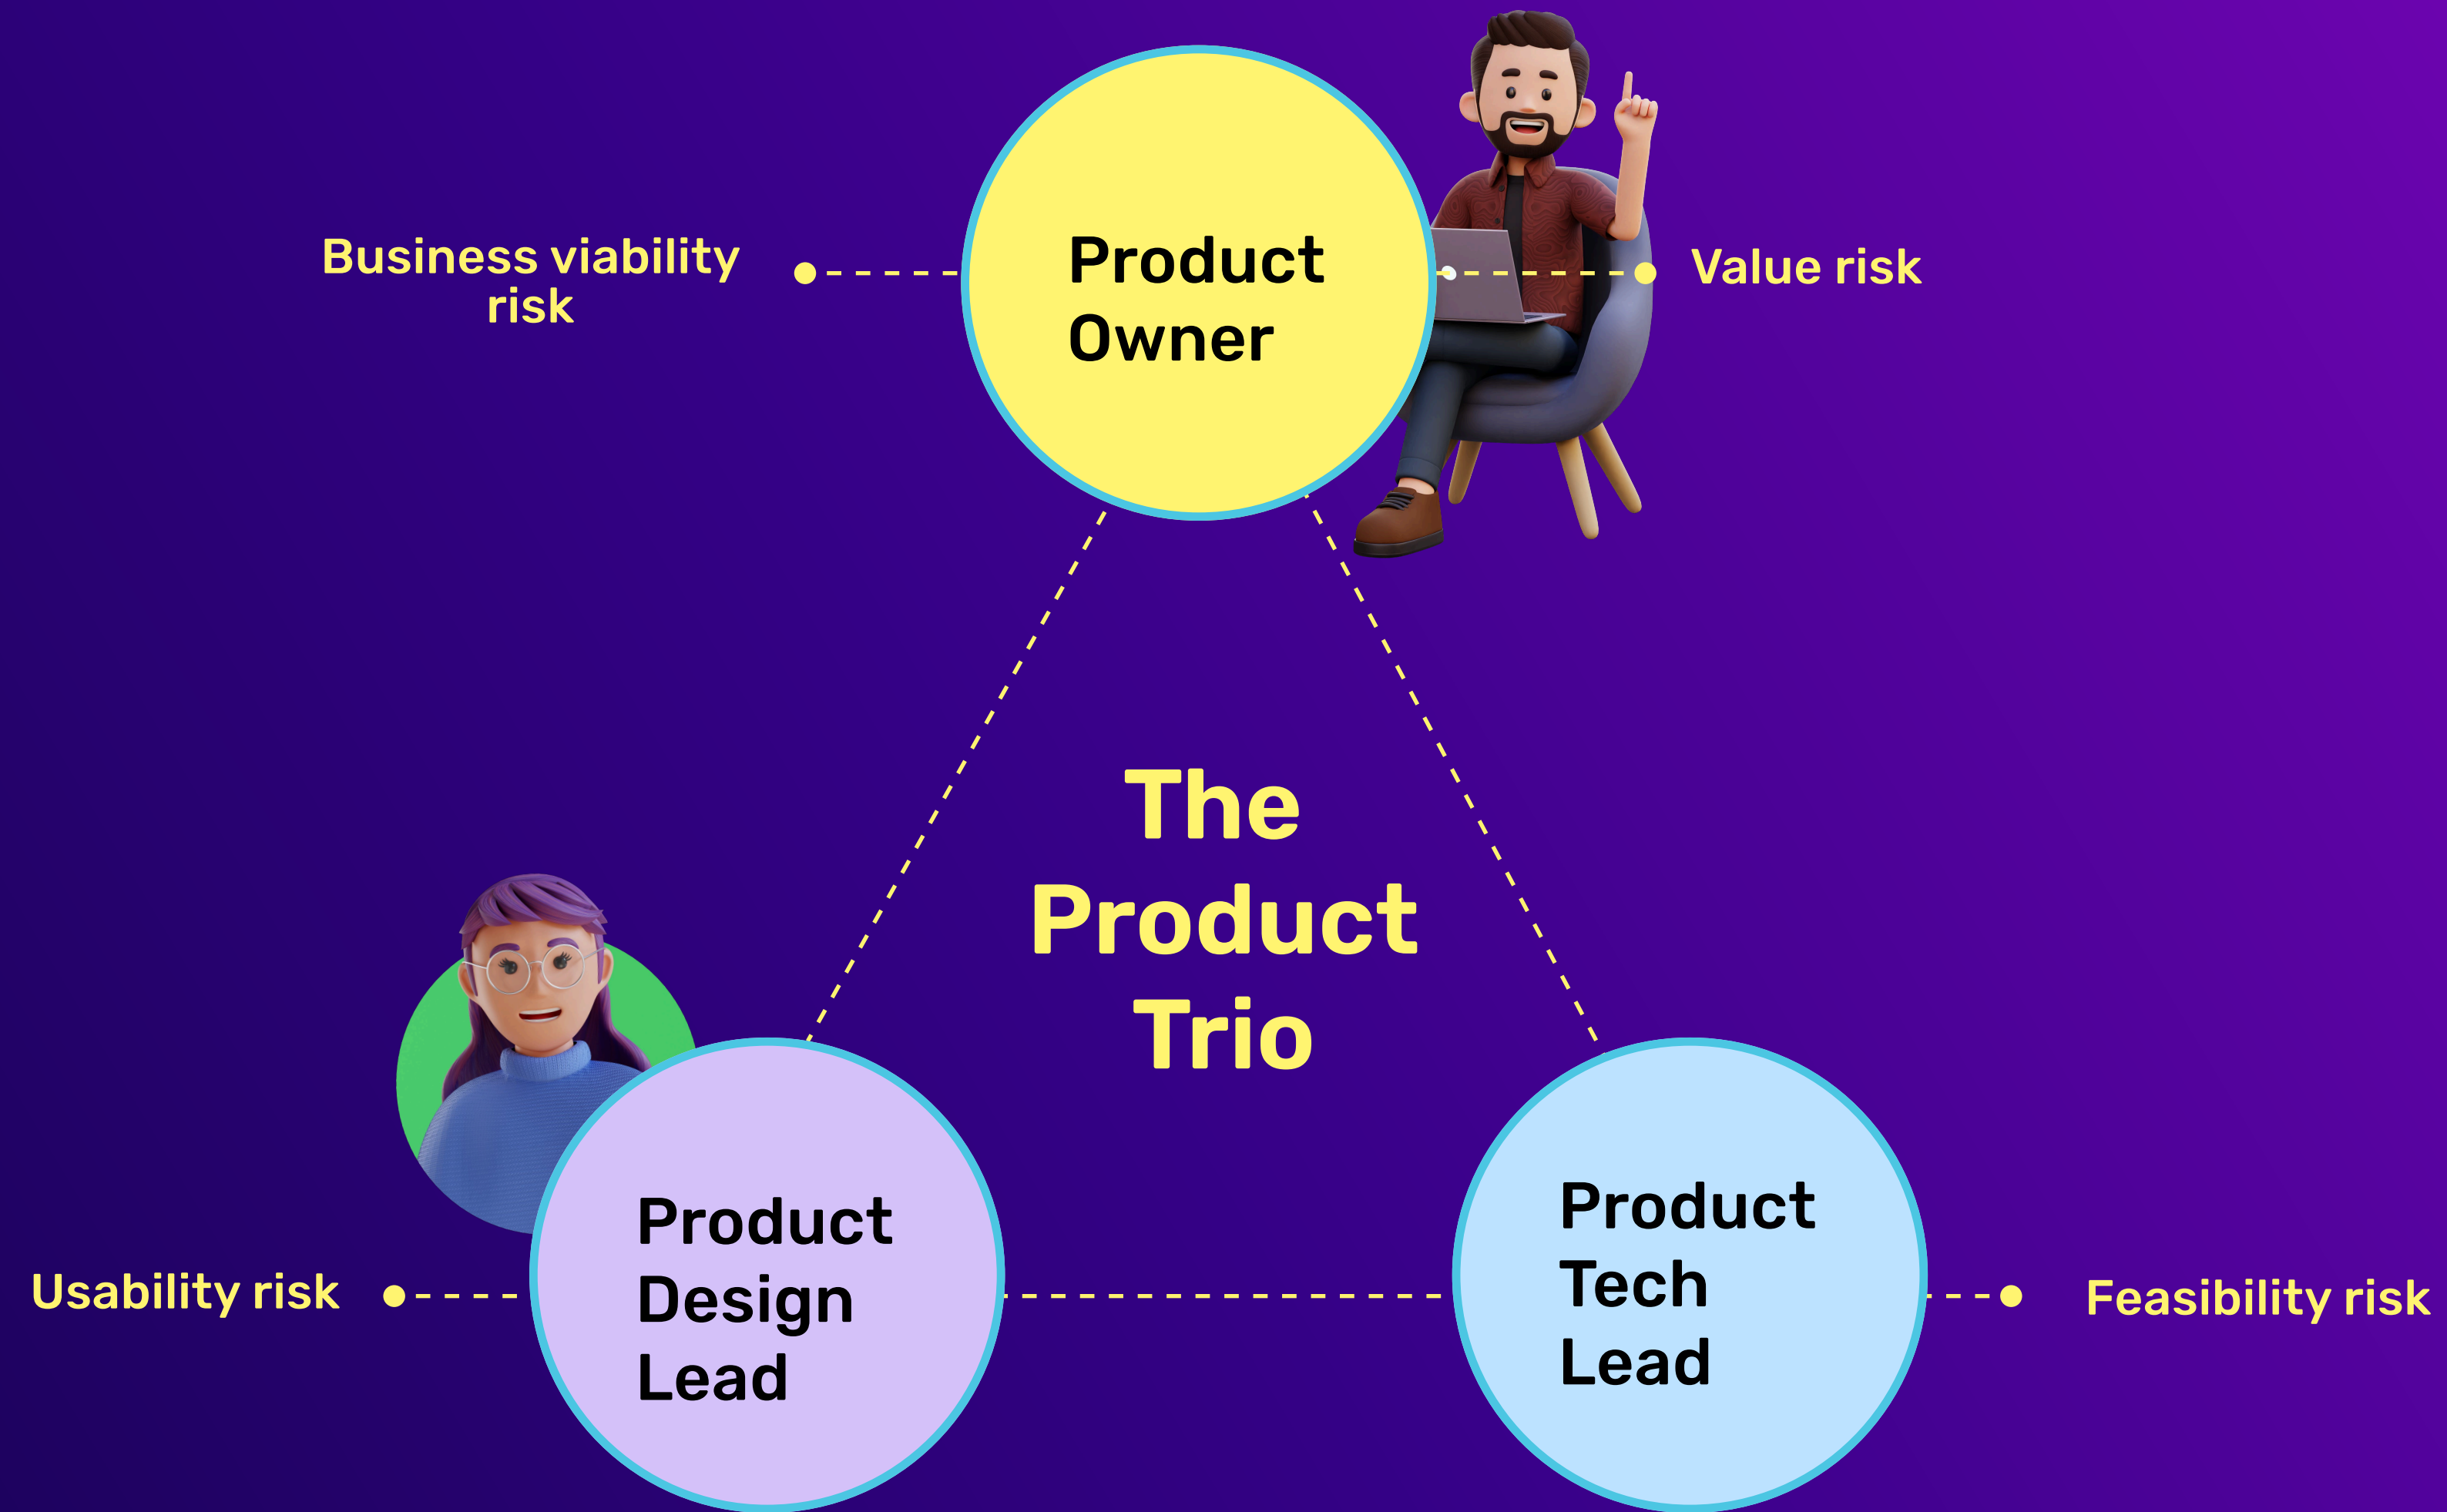 Business viability
risk
Product
Owner
Value risk
The
Product
Trio
Usability risk
Product
Design
Lead
Product
Tech
Lead
Feasibility risk